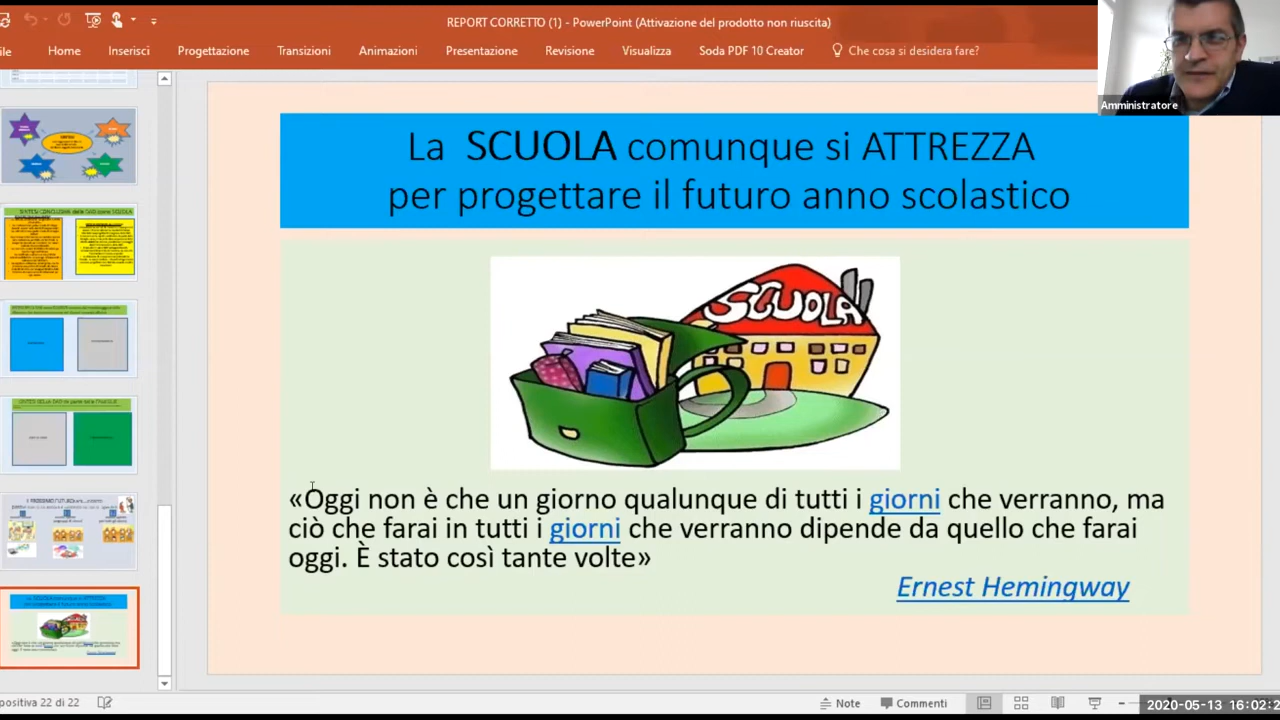 REPORT CORRETTO (1) - PowerPoint (Attivazione del prodotto non riuscita)
ile Home Inserisci Progettazione Transizioni Animazioni Presentazione Revisione Visualizza Soda PDF 10 Creator Che cosa si desidera fare?
Amministratore
La SCUOLA comunque si ATTREZZA
per progettare il futuro anno scolastico
SCUOLA
«Oggi non è che un giorno qualunque di tutti i giorni che verranno, ma
ciò che farai in tutti i giorni che verranno dipende da quello che farai
oggi. È stato così tante volte»
Ernest Hemingway
positiva 22 di 22 Note Commenti
2020-05-13 16:02:2